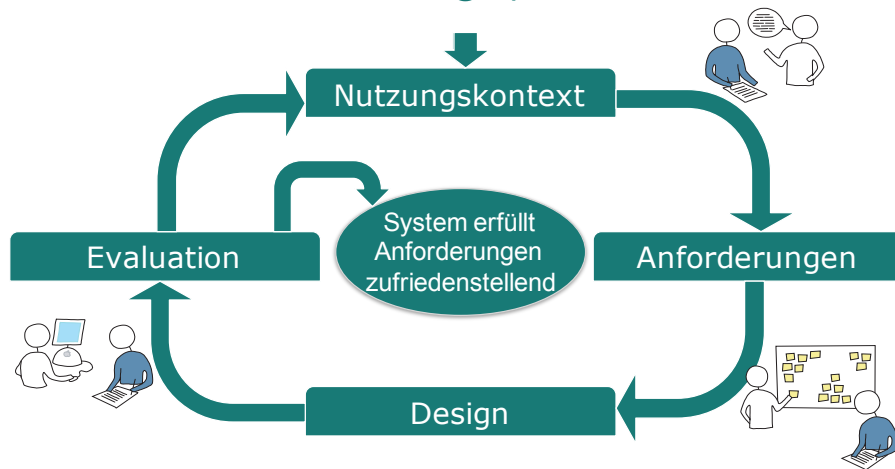 Nutzungskontext
System erfüllt
Anforderungen
zufriedenstellend
Evaluation
Anforderungen
Design